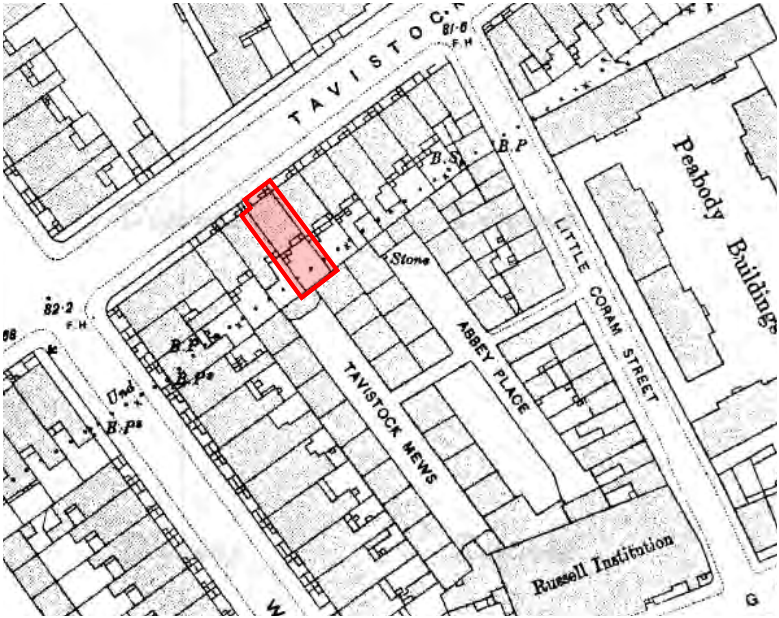 TAVISTOCK
81·6
F.H
B.S.
B.P
Peabody
Buildings
LITTLE CORAM STREET
Stone
ABBEY PLACE
TAVISTOCK MEWS
82·2
F.H
B.P.
B.Ps
Und.
B.Ps
Russell Institution
W
G